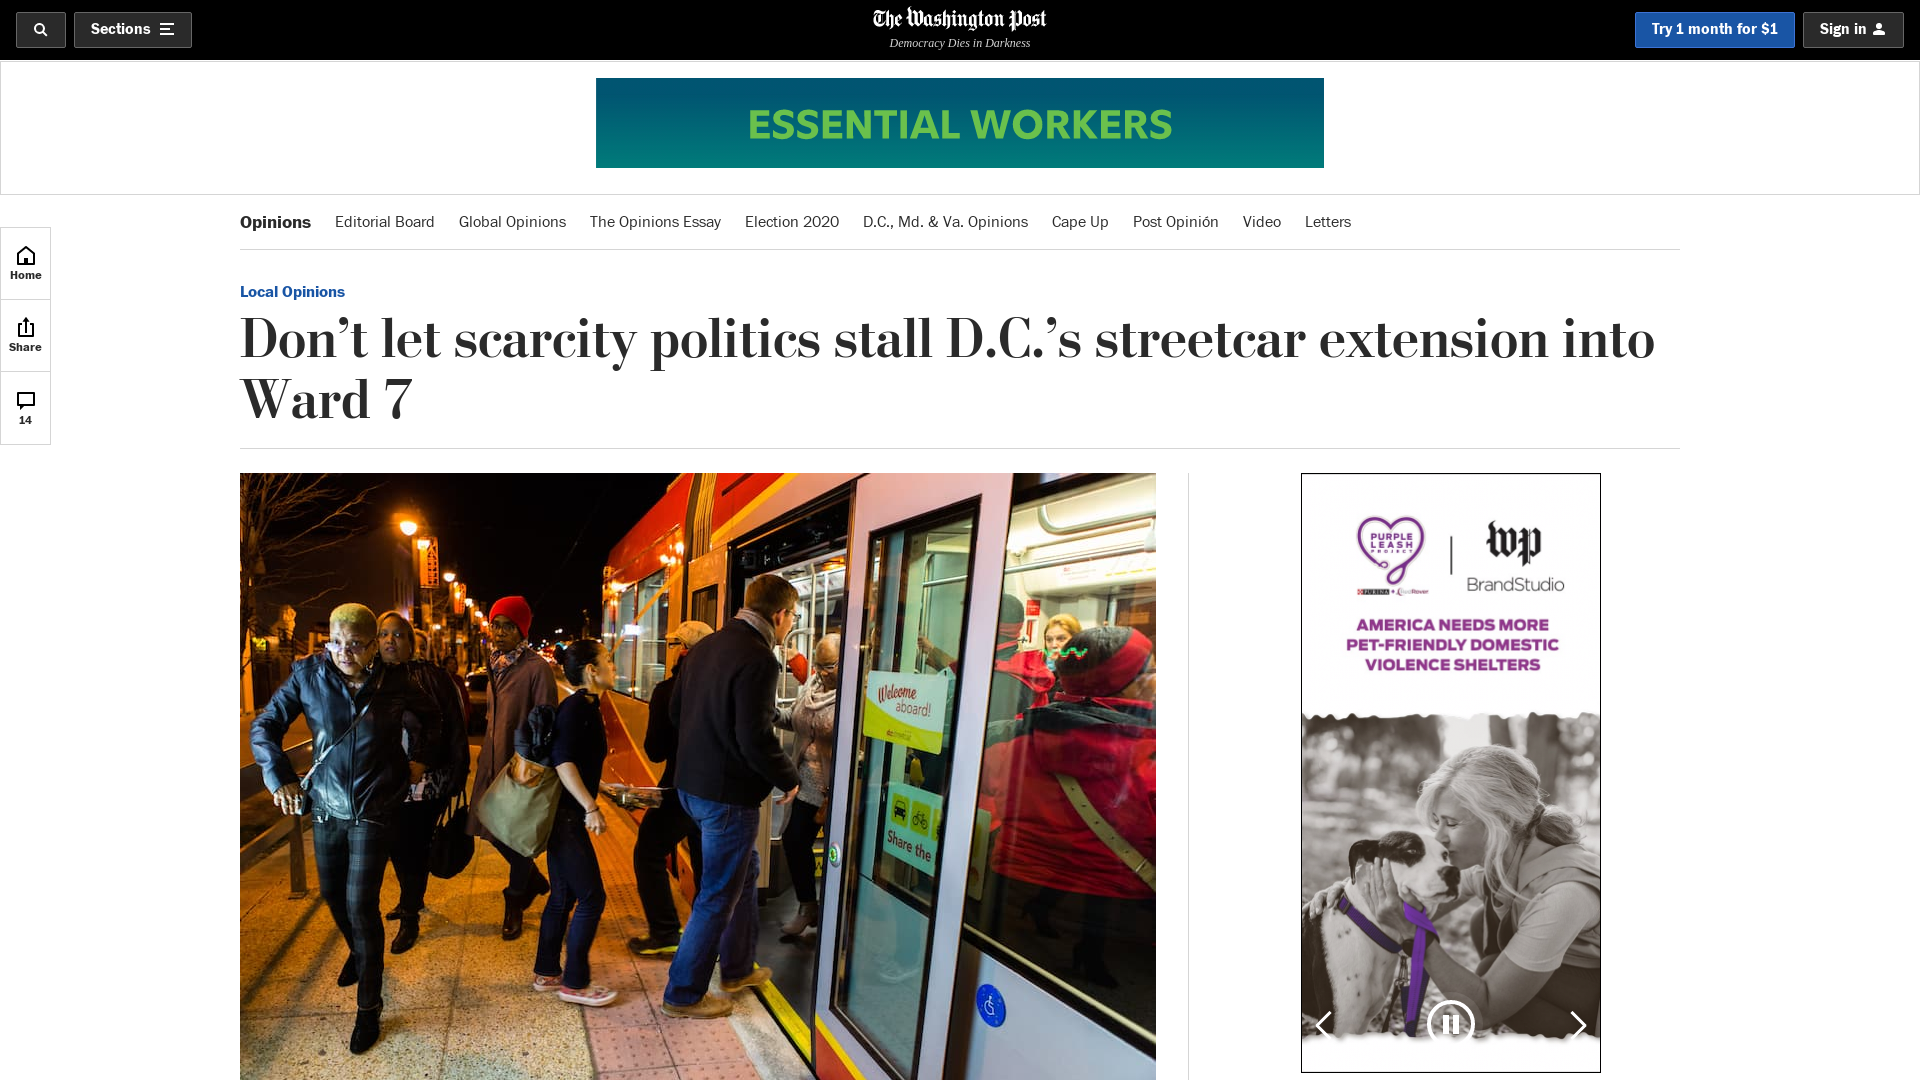 Sections
The Washington Post
Democracy Dies in Darkness
Try 1 month for $1
Sign in
ESSENTIAL WORKERS
Opinions
Editorial Board
Global Opinions
The Opinions Essay
Election 2020
D.C., Md. & Va. Opinions
Cape Up
Post Opinión
Video
Letters
Home
Share
14
Local Opinions
Don’t let scarcity politics stall D.C.’s streetcar extension into
Ward 7
Welcome
aboard!
Share the
PURPLE
LEASH
PROJECT
PURINA
wp
BrandStudio
AMERICA NEEDS MORE
PET-FRIENDLY DOMESTIC
VIOLENCE SHELTERS